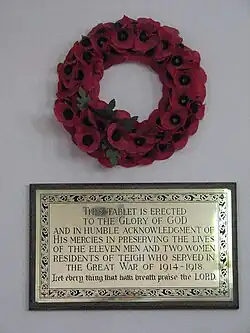 THIS TABLET IS ERECTED
TO THE GLORY OF GOD
AND IN HUMBLE ACKNOWLEDGMENT OF
HIS MERCIES IN PRESERVING THE LIVES
OF THE ELEVEN MEN AND TWO WOMEN
RESIDENTS OF TEIGH WHO SERVED IN
THE GREAT WAR OF 1914-1918.
Let every thing that hath breath praise the LORD.